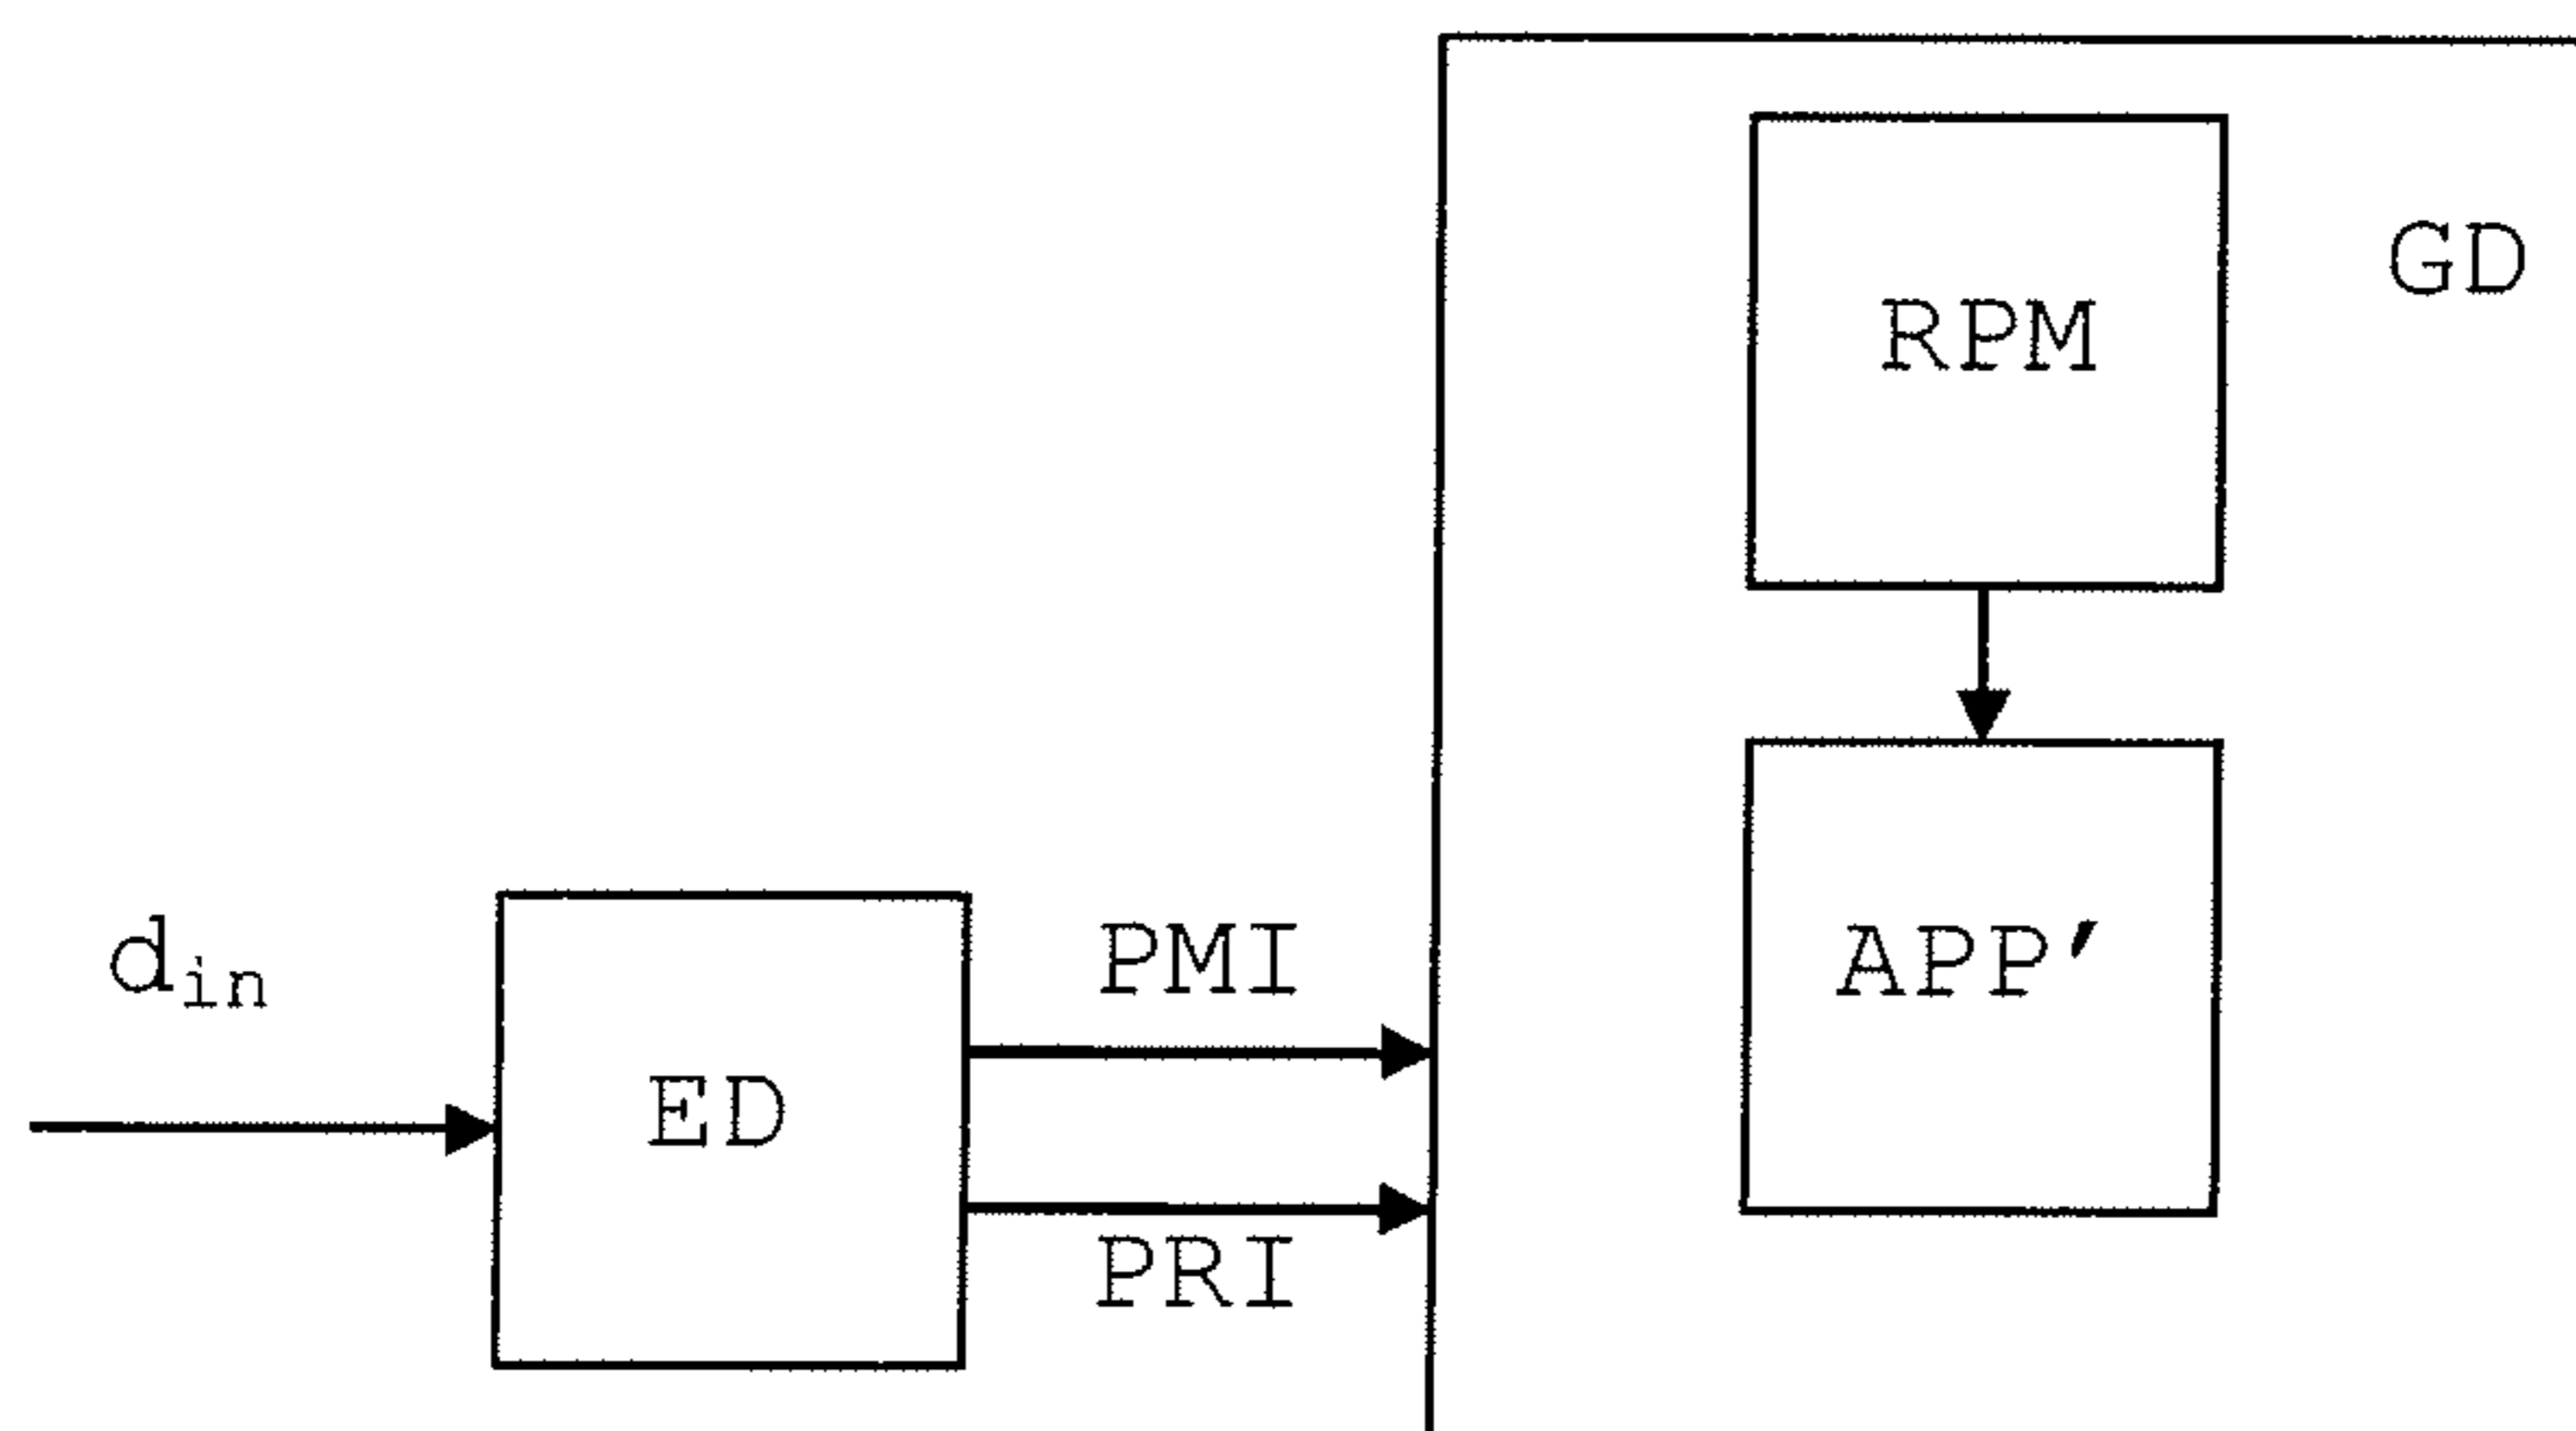 GD
RPM
d_in
PMI
APP'
ED
PRI